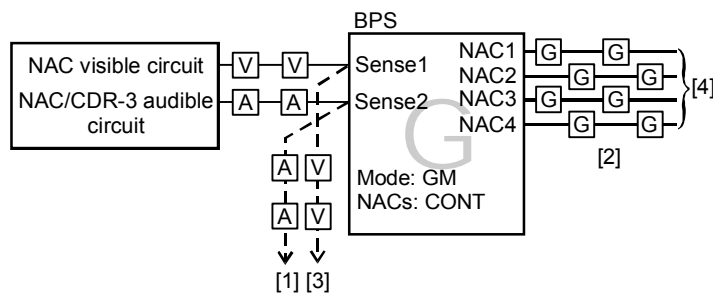 BPS
NAC visible circuit
NAC/CDR-3 audible
circuit
V V
A A
Sense1
Sense2
A V
A V
[1] [3]
G
Mode: GM
NACs: CONT
NAC1
NAC2
NAC3
NAC4
G G
G G
G G
G G
[4]
[2]